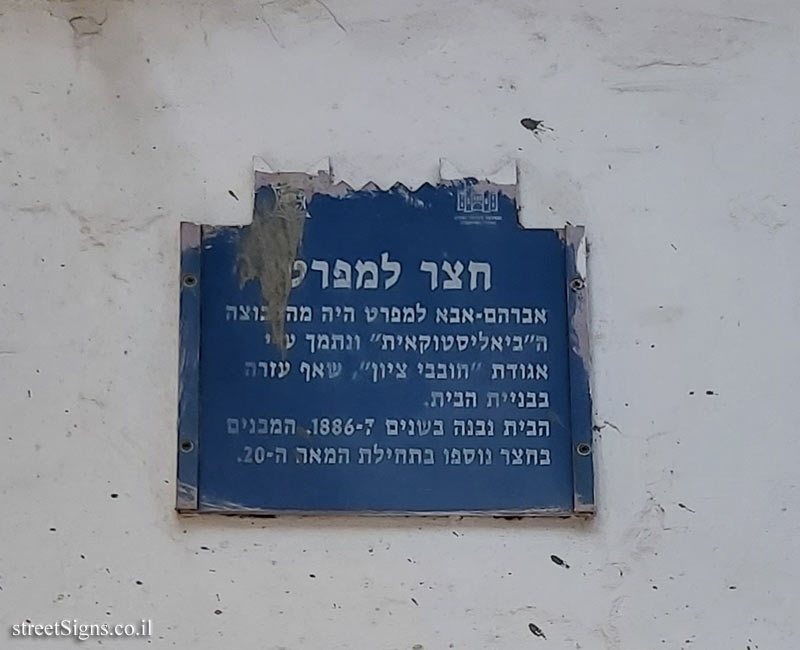 חצר למפרט
אברהם-אבא למפרט היה מהקבוצה
ה"ביאליסטוקאית" ונתמך ע"י
אגודת "חובבי ציון", שאף עזרה
בבניית הבית.
הבית נבנה בשנים 1886-7. המבנים
בחצר נוספו בתחילת המאה ה-20.
streetSigns.co.il